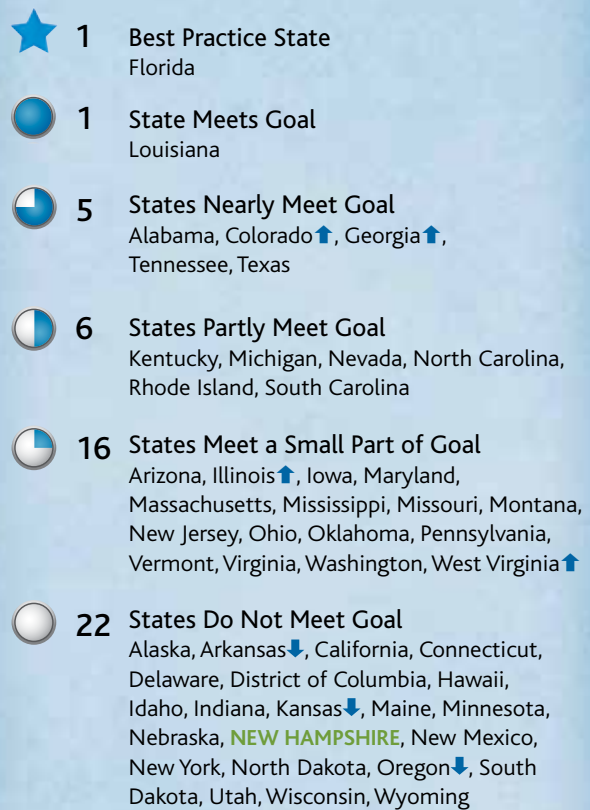 1 Best Practice State
Florida
1 State Meets Goal
Louisiana
5 States Nearly Meet Goal
Alabama, Colorado⬆, Georgia⬆,
Tennessee, Texas
6 States Partly Meet Goal
Kentucky, Michigan, Nevada, North Carolina,
Rhode Island, South Carolina
16 States Meet a Small Part of Goal
Arizona, Illinois⬆, Iowa, Maryland,
Massachusetts, Mississippi, Missouri, Montana,
New Jersey, Ohio, Oklahoma, Pennsylvania,
Vermont, Virginia, Washington, West Virginia⬆
22 States Do Not Meet Goal
Alaska, Arkansas⬇, California, Connecticut,
Delaware, District of Columbia, Hawaii,
Idaho, Indiana, Kansas⬇, Maine, Minnesota,
Nebraska, NEW HAMPSHIRE, New Mexico,
New York, North Dakota, Oregon⬇, South
Dakota, Utah, Wisconsin, Wyoming